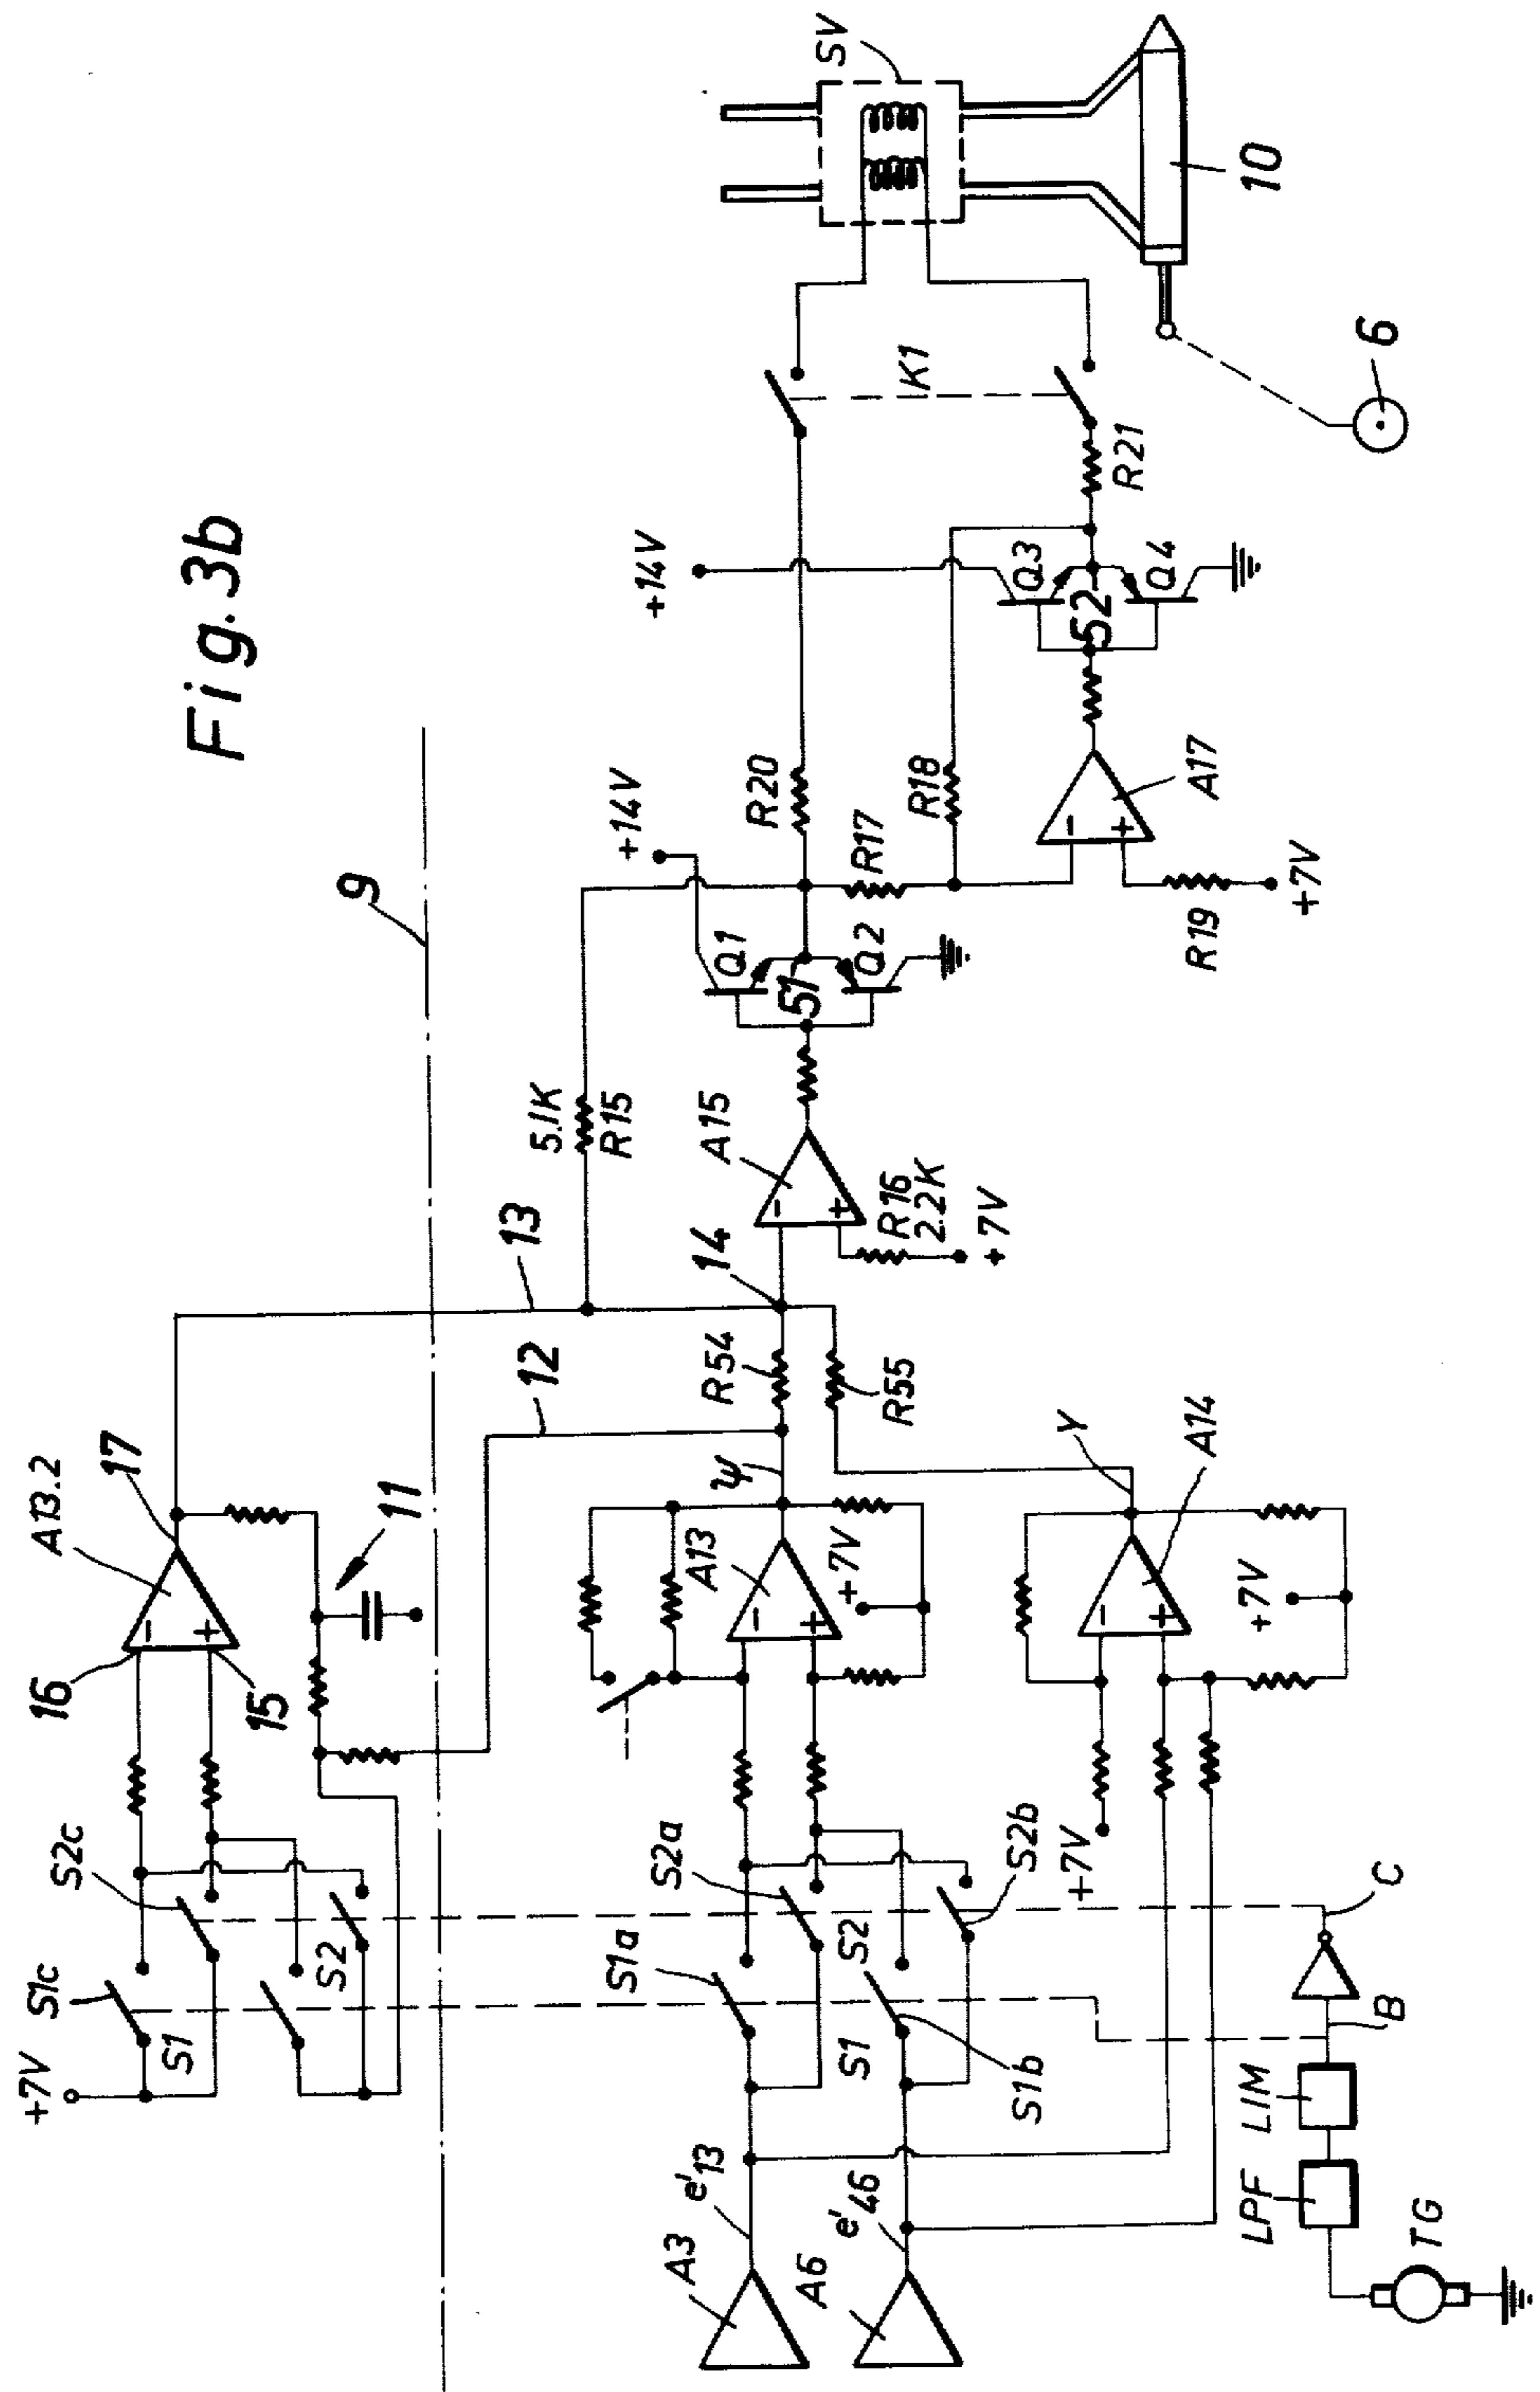 Fig.3b
9
+7V
S1c
S1
S2c
S2
16
15
A13.2
17
11
12
13
14
5.1K
R15
+14V
R20
+14V
K1
SV
10
6
A3
e'13
A6
e'46
S1a
S1
S1b
S2a
S2
S2b
A13
+7V
Ψ
R54
R55
A15
R16
2.2K
+7V
Q1
51
Q2
R17
R18
A17
R19
+7V
Q3
52
Q4
R21
+7V
+7V
Y
A14
TG
LPF
LIM
B
C
- +
- +
- +
- +
- +